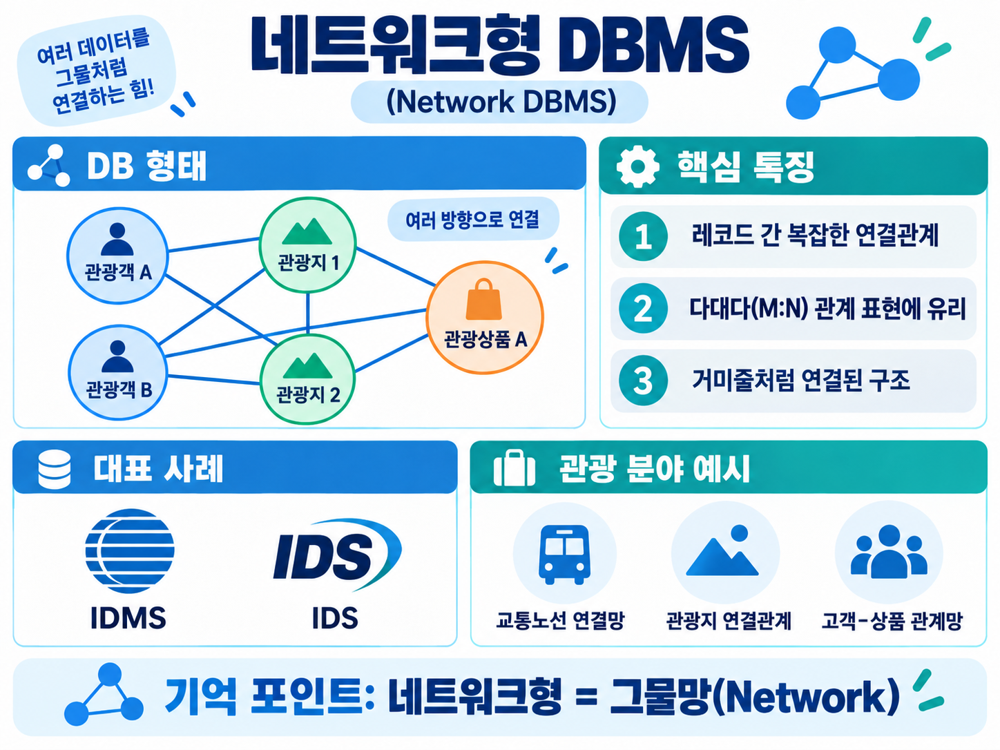 여러 데이터를
그물처럼
연결하는 힘!
네트워크형 DBMS
(Network DBMS)
DB 형태
관광객 A
관광지 1
여러 방향으로 연결
관광상품 A
관광객 B
관광지 2
핵심 특징
1 레코드 간 복잡한 연결관계
2 다대다(M:N) 관계 표현에 유리
3 거미줄처럼 연결된 구조
대표 사례
IDMS
IDS
IDS
관광 분야 예시
교통노선 연결망
관광지 연결관계
고객-상품 관계망
기억 포인트: 네트워크형 = 그물망(Network)